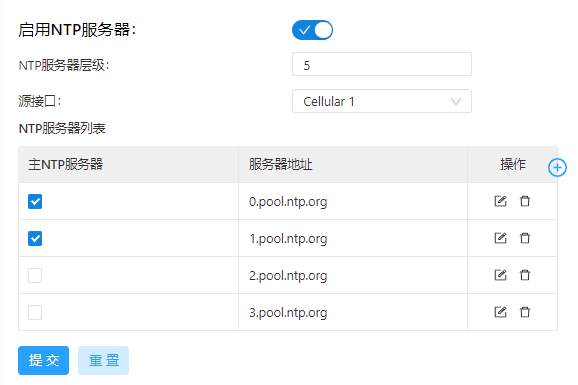 启用NTP服务器：
NTP服务器层级： 5
源接口： Cellular 1
NTP服务器列表
主NTP服务器 服务器地址 操作
0.pool.ntp.org
1.pool.ntp.org
2.pool.ntp.org
3.pool.ntp.org
提 交 重 置